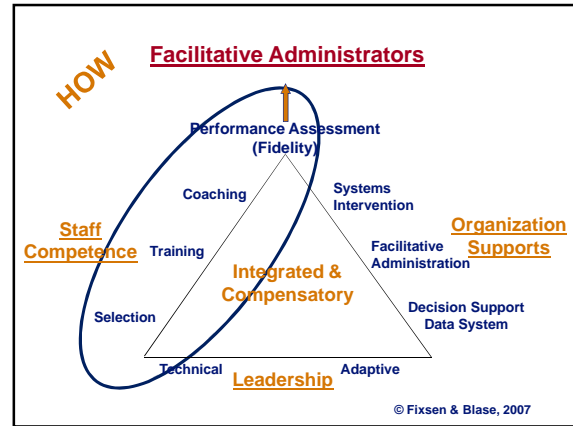 HOW
Facilitative Administrators
Performance Assessment
(Fidelity)
Coaching
Systems
Intervention
Staff
Competence
Organization
Supports
Training
Facilitative
Administration
Integrated &
Compensatory
Selection
Decision Support
Data System
Technical
Leadership
Adaptive
© Fixsen & Blase, 2007